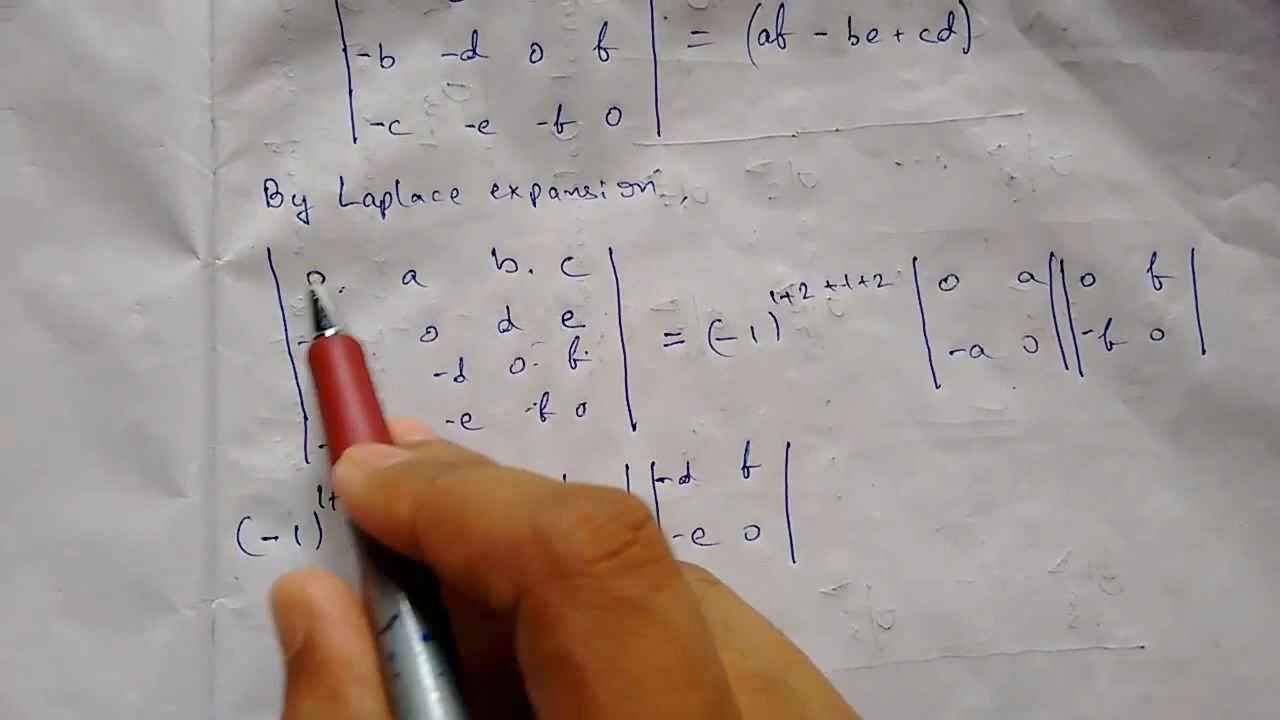 -b -d 0 f = (af - be + cd)
-c -e -f 0
By Laplace expansion,
0. a b. c
0 d e = (-1)^1+2+1+2 | 0 a | | 0 f |
-d 0. f. | -a 0 | | -f 0 |
-e -f 0
| -d f |
(-1)^1+ | -e 0 |